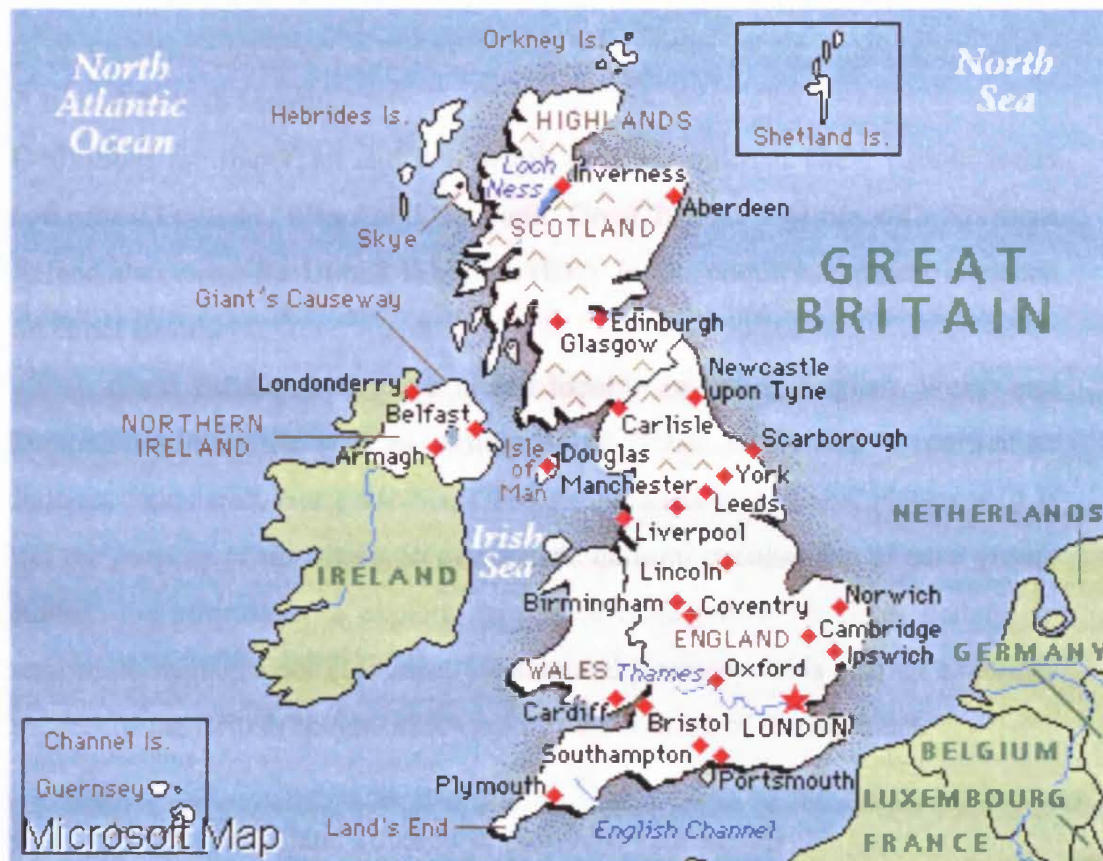 Orkney Is.
North
Atlantic
Ocean
North
Sea
Hebrides Is.
HIGHLANDS
Shetland Is.
Loch
Ness
Inverness
Aberdeen
Skye
SCOTLAND
GREAT
BRITAIN
Giant's Causeway
Edinburgh
Glasgow
Newcastle
upon Tyne
Londonderry
Belfast
Carlisle
NORTHERN
IRELAND
Armagh
Isle
of
Man
Douglas
Scarborough
York
Manchester
Leeds
Liverpool
NETHERLANDS
Irish
Sea
IRELAND
Lincoln
Norwich
Birmingham
Coventry
ENGLAND
Cambridge
Ipswich
GERMANY
WALES
Thames
Oxford
Cardiff
Bristol
LONDON
Channel Is.
Southampton
BELGIUM
Guernsey
Plymouth
Portsmouth
LUXEMBOURG
Microsoft Map
Land's End
English Channel
FRANCE